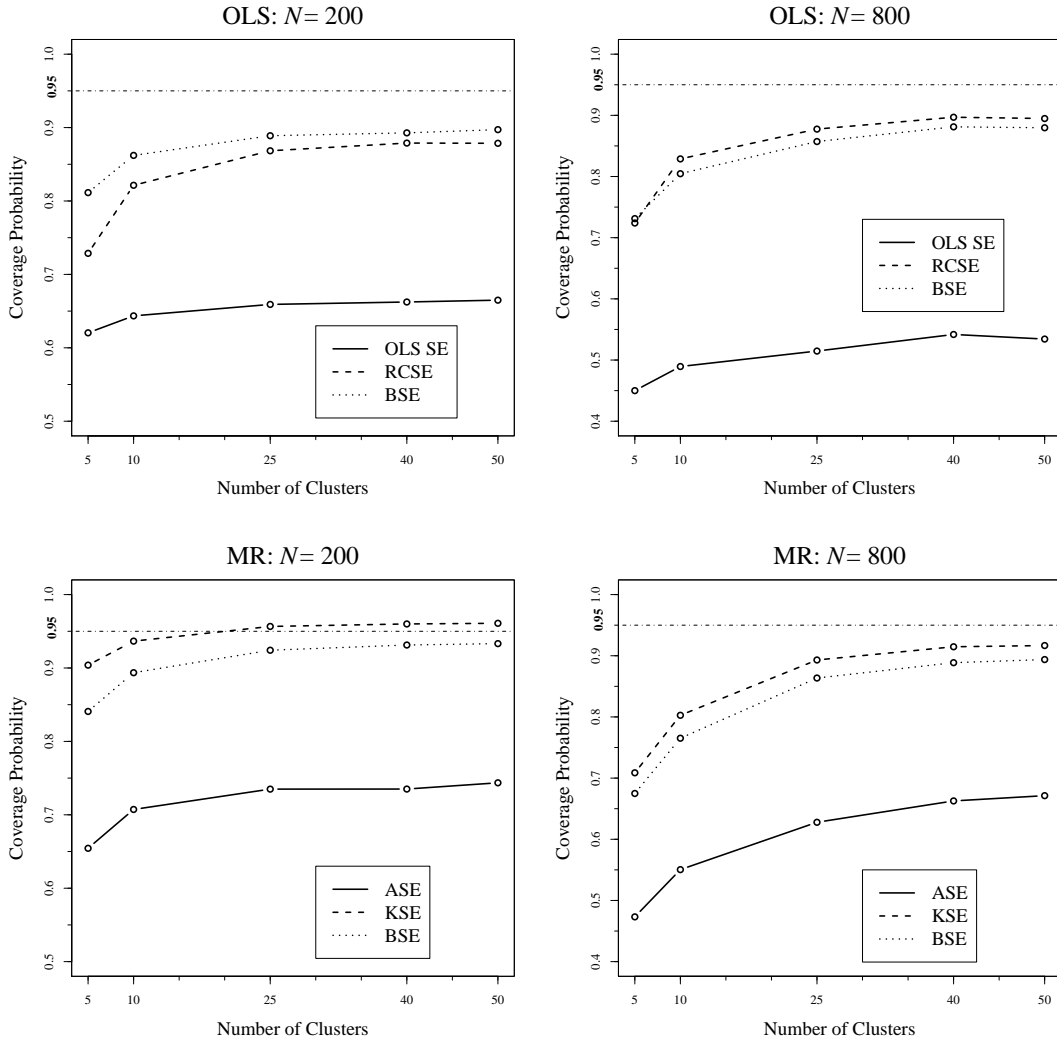 OLS: N= 200
Coverage Probability
1.0
0.95
0.9
0.8
0.7
0.6
0.5
OLS SE
RCSE
BSE
5 10 25 40 50
Number of Clusters
OLS: N= 800
Coverage Probability
1.0
0.95
0.9
0.8
0.7
0.6
0.5
0.4
OLS SE
RCSE
BSE
5 10 25 40 50
Number of Clusters
MR: N= 200
Coverage Probability
1.0
0.95
0.9
0.8
0.7
0.6
0.5
ASE
KSE
BSE
5 10 25 40 50
Number of Clusters
MR: N= 800
Coverage Probability
1.0
0.95
0.9
0.8
0.7
0.6
0.5
0.4
ASE
KSE
BSE
5 10 25 40 50
Number of Clusters